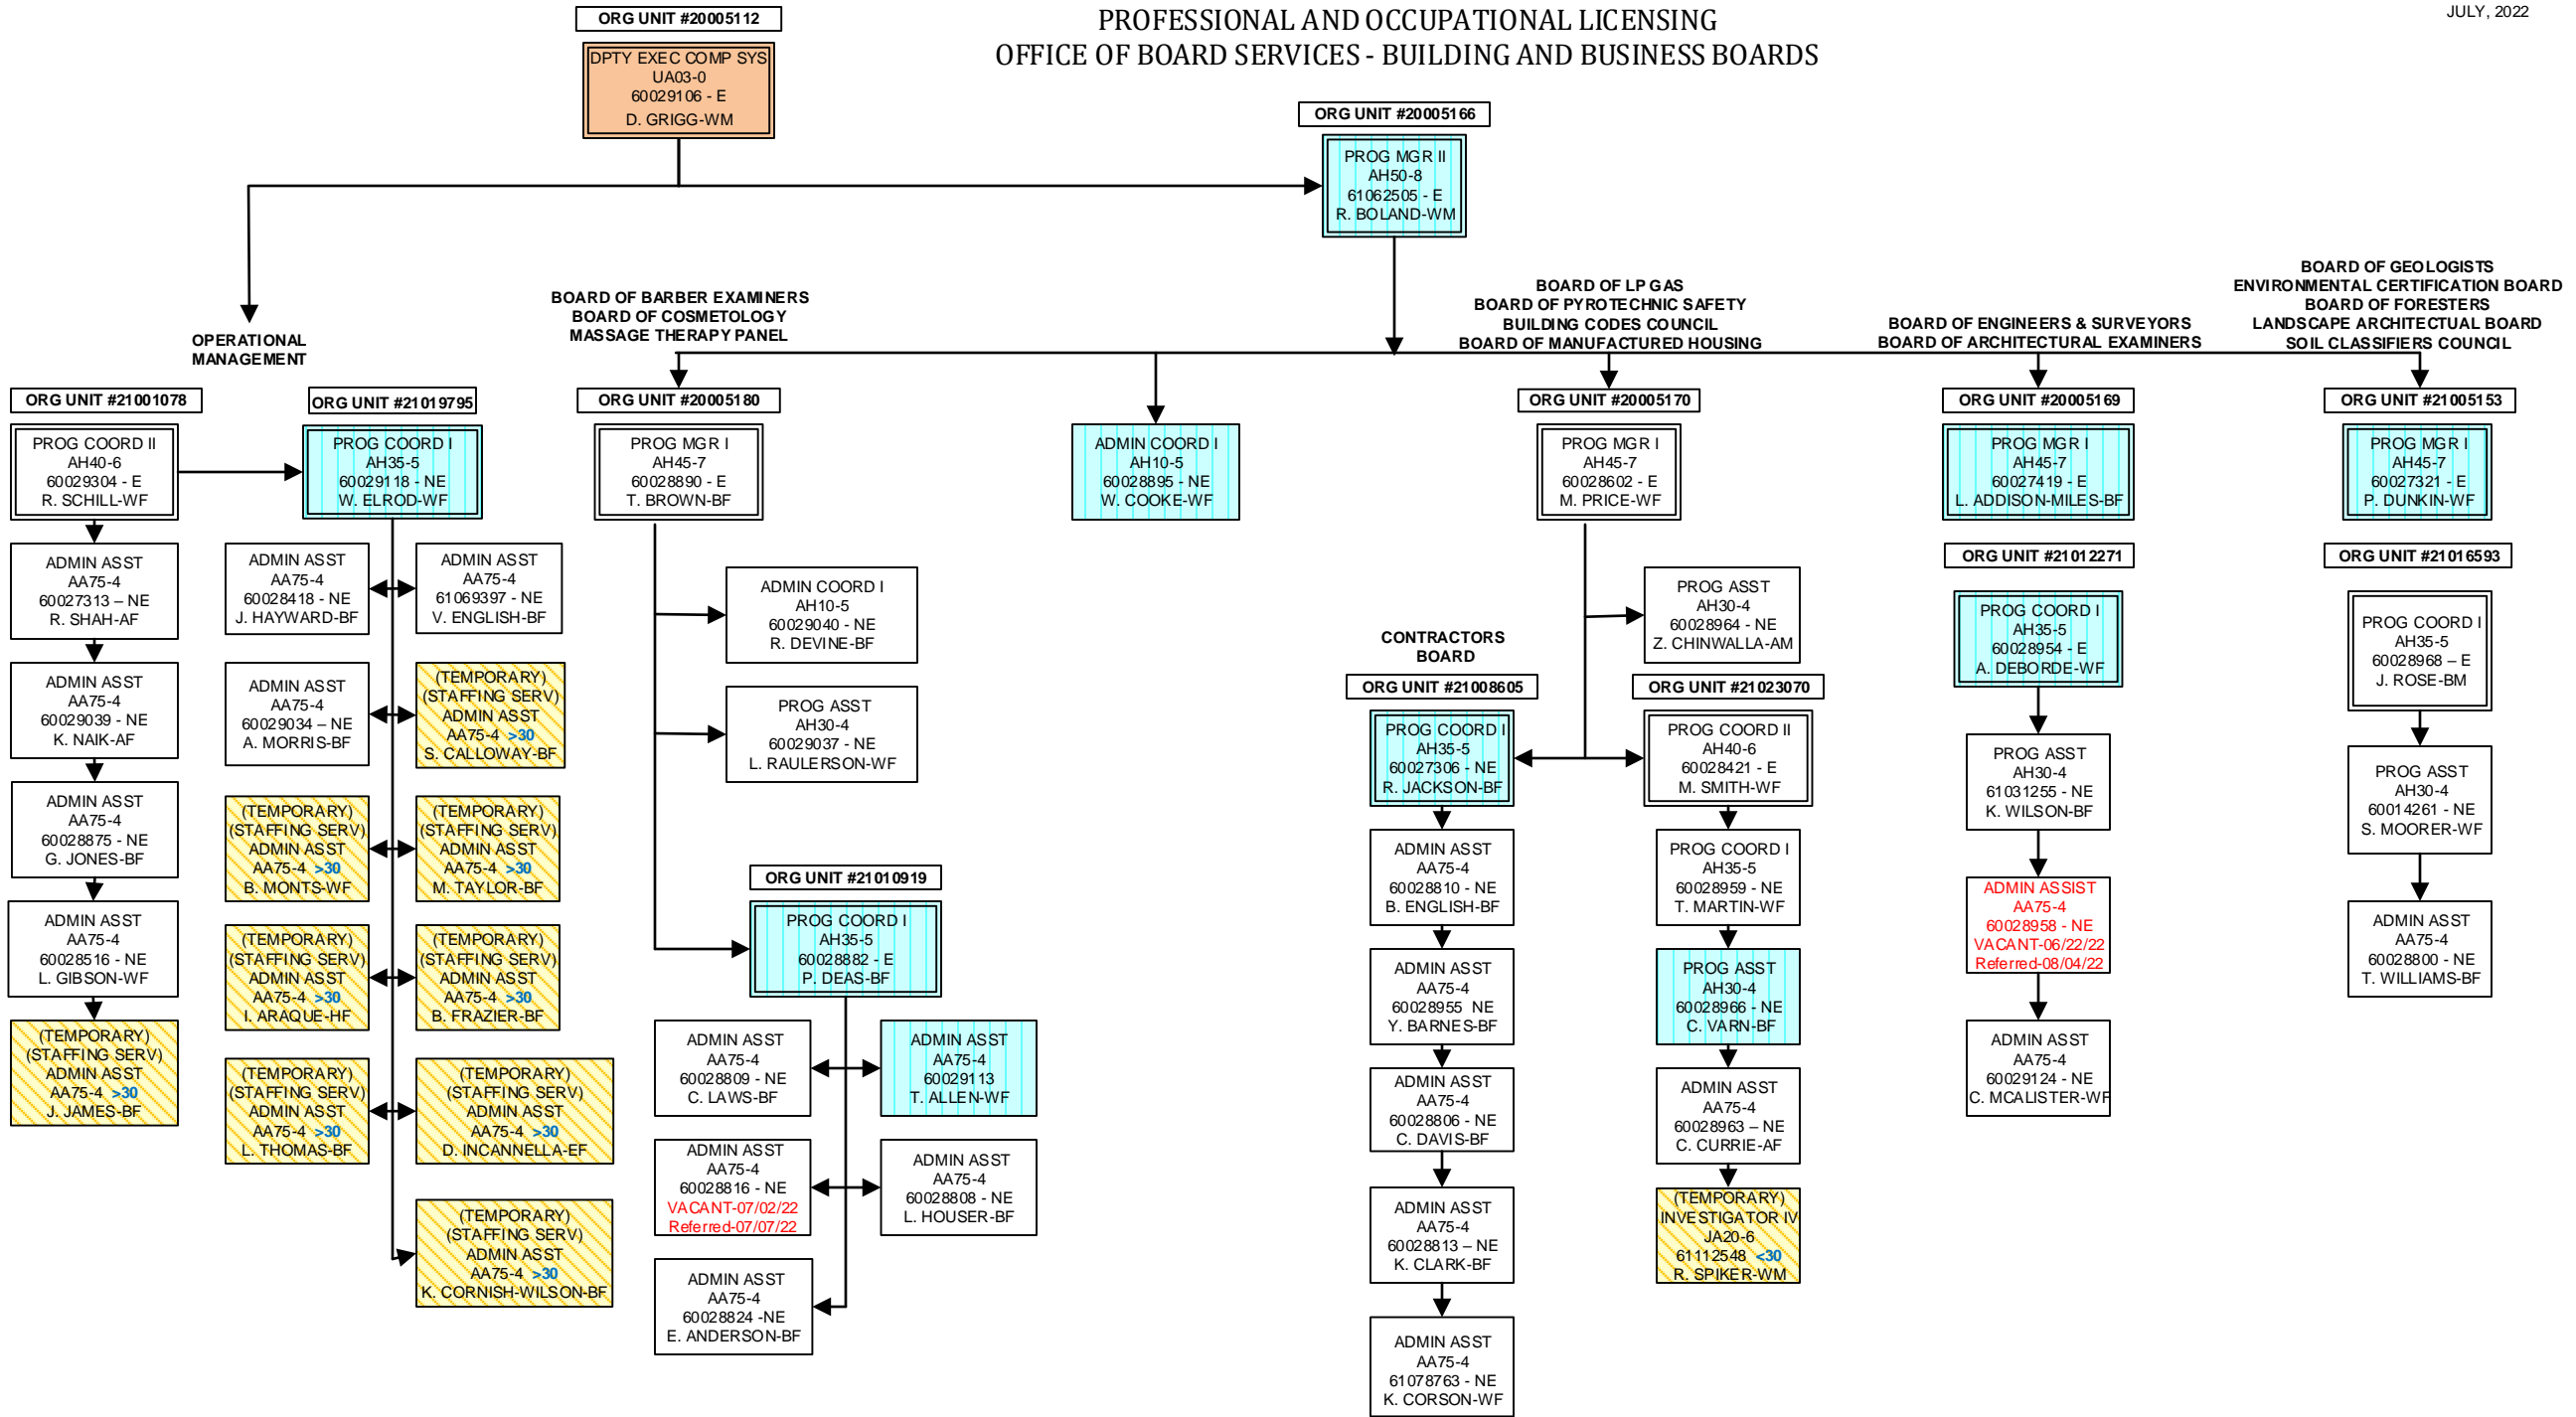 JULY, 2022
PROFESSIONAL AND OCCUPATIONAL LICENSING
OFFICE OF BOARD SERVICES - BUILDING AND BUSINESS BOARDS
ORG UNIT #20005112
DPTY EXEC COMP SYS
UA03-0
60029106 - E
D. GRIGG-WM
ORG UNIT #20005166
PROG MGR II
AH50-8
61062505 - E
R. BOLAND-WM
OPERATIONAL
MANAGEMENT
BOARD OF BARBER EXAMINERS
BOARD OF COSMETOLOGY
MASSAGE THERAPY PANEL
BOARD OF LP GAS
BOARD OF PYROTECHNIC SAFETY
BUILDING CODES COUNCIL
BOARD OF MANUFACTURED HOUSING
BOARD OF ENGINEERS & SURVEYORS
BOARD OF ARCHITECTURAL EXAMINERS
BOARD OF GEOLOGISTS
ENVIRONMENTAL CERTIFICATION BOARD
BOARD OF FORESTERS
LANDSCAPE ARCHITECTUAL BOARD
SOIL CLASSIFIERS COUNCIL
ORG UNIT #21001078
PROG COORD II
AH40-6
60029304 - E
R. SCHILL-WF
ADMIN ASST
AA75-4
60027313 – NE
R. SHAH-AF
ADMIN ASST
AA75-4
60029039 - NE
K. NAIK-AF
ADMIN ASST
AA75-4
60028875 - NE
G. JONES-BF
ADMIN ASST
AA75-4
60028516 - NE
L. GIBSON-WF
(TEMPORARY)
(STAFFING SERV)
ADMIN ASST
AA75-4 >30
J. JAMES-BF
ORG UNIT #21019795
PROG COORD I
AH35-5
60029118 - NE
W. ELROD-WF
ADMIN ASST
AA75-4
60028418 - NE
J. HAYWARD-BF
ADMIN ASST
AA75-4
61069397 - NE
V. ENGLISH-BF
ADMIN ASST
AA75-4
60029034 – NE
A. MORRIS-BF
(TEMPORARY)
(STAFFING SERV)
ADMIN ASST
AA75-4 >30
S. CALLOWAY-BF
(TEMPORARY)
(STAFFING SERV)
ADMIN ASST
AA75-4 >30
B. MONTS-WF
(TEMPORARY)
(STAFFING SERV)
ADMIN ASST
AA75-4 >30
M. TAYLOR-BF
(TEMPORARY)
(STAFFING SERV)
ADMIN ASST
AA75-4 >30
I. ARAQUE-HF
(TEMPORARY)
(STAFFING SERV)
ADMIN ASST
AA75-4 >30
B. FRAZIER-BF
(TEMPORARY)
(STAFFING SERV)
ADMIN ASST
AA75-4 >30
L. THOMAS-BF
(TEMPORARY)
(STAFFING SERV)
ADMIN ASST
AA75-4 >30
D. INCANNELLA-EF
(TEMPORARY)
(STAFFING SERV)
ADMIN ASST
AA75-4 >30
K. CORNISH-WILSON-BF
ORG UNIT #20005180
PROG MGR I
AH45-7
60028890 - E
T. BROWN-BF
ADMIN COORD I
AH10-5
60029040 - NE
R. DEVINE-BF
PROG ASST
AH30-4
60029037 - NE
L. RAULERSON-WF
ORG UNIT #21010919
PROG COORD I
AH35-5
60028882 - E
P. DEAS-BF
ADMIN ASST
AA75-4
60028809 - NE
C. LAWS-BF
ADMIN ASST
AA75-4
60029113
T. ALLEN-WF
ADMIN ASST
AA75-4
60028816 - NE
VACANT-07/02/22
Referred-07/07/22
ADMIN ASST
AA75-4
60028808 - NE
L. HOUSER-BF
ADMIN ASST
AA75-4
60028824 -NE
E. ANDERSON-BF
ADMIN COORD I
AH10-5
60028895 - NE
W. COOKE-WF
ORG UNIT #20005170
PROG MGR I
AH45-7
60028602 - E
M. PRICE-WF
PROG ASST
AH30-4
60028964 - NE
Z. CHINWALLA-AM
CONTRACTORS
BOARD
ORG UNIT #21008605
PROG COORD I
AH35-5
60027306 - NE
R. JACKSON-BF
ADMIN ASST
AA75-4
60028810 - NE
B. ENGLISH-BF
ADMIN ASST
AA75-4
60028955 NE
Y. BARNES-BF
ADMIN ASST
AA75-4
60028806 - NE
C. DAVIS-BF
ADMIN ASST
AA75-4
60028813 – NE
K. CLARK-BF
ADMIN ASST
AA75-4
61078763 - NE
K. CORSON-WF
ORG UNIT #21023070
PROG COORD II
AH40-6
60028421 - E
M. SMITH-WF
PROG COORD I
AH35-5
60028959 - NE
T. MARTIN-WF
PROG ASST
AH30-4
60028966 - NE
C. VARN-BF
ADMIN ASST
AA75-4
60028963 – NE
C. CURRIE-AF
(TEMPORARY)
INVESTIGATOR IV
JA20-6
61112548 <30
R. SPIKER-WM
ORG UNIT #20005169
PROG MGR I
AH45-7
60027419 - E
L. ADDISON-MILES-BF
ORG UNIT #21012271
PROG COORD I
AH35-5
60028954 - E
A. DEBORDE-WF
PROG ASST
AH30-4
61031255 - NE
K. WILSON-BF
ADMIN ASSIST
AA75-4
60028958 - NE
VACANT-06/22/22
Referred-08/04/22
ADMIN ASST
AA75-4
60029124 - NE
C. MCALISTER-WF
ORG UNIT #21005153
PROG MGR I
AH45-7
60027321 - E
P. DUNKIN-WF
ORG UNIT #21016593
PROG COORD I
AH35-5
60028968 – E
J. ROSE-BM
PROG ASST
AH30-4
60014261 - NE
S. MOORER-WF
ADMIN ASST
AA75-4
60028800 - NE
T. WILLIAMS-BF